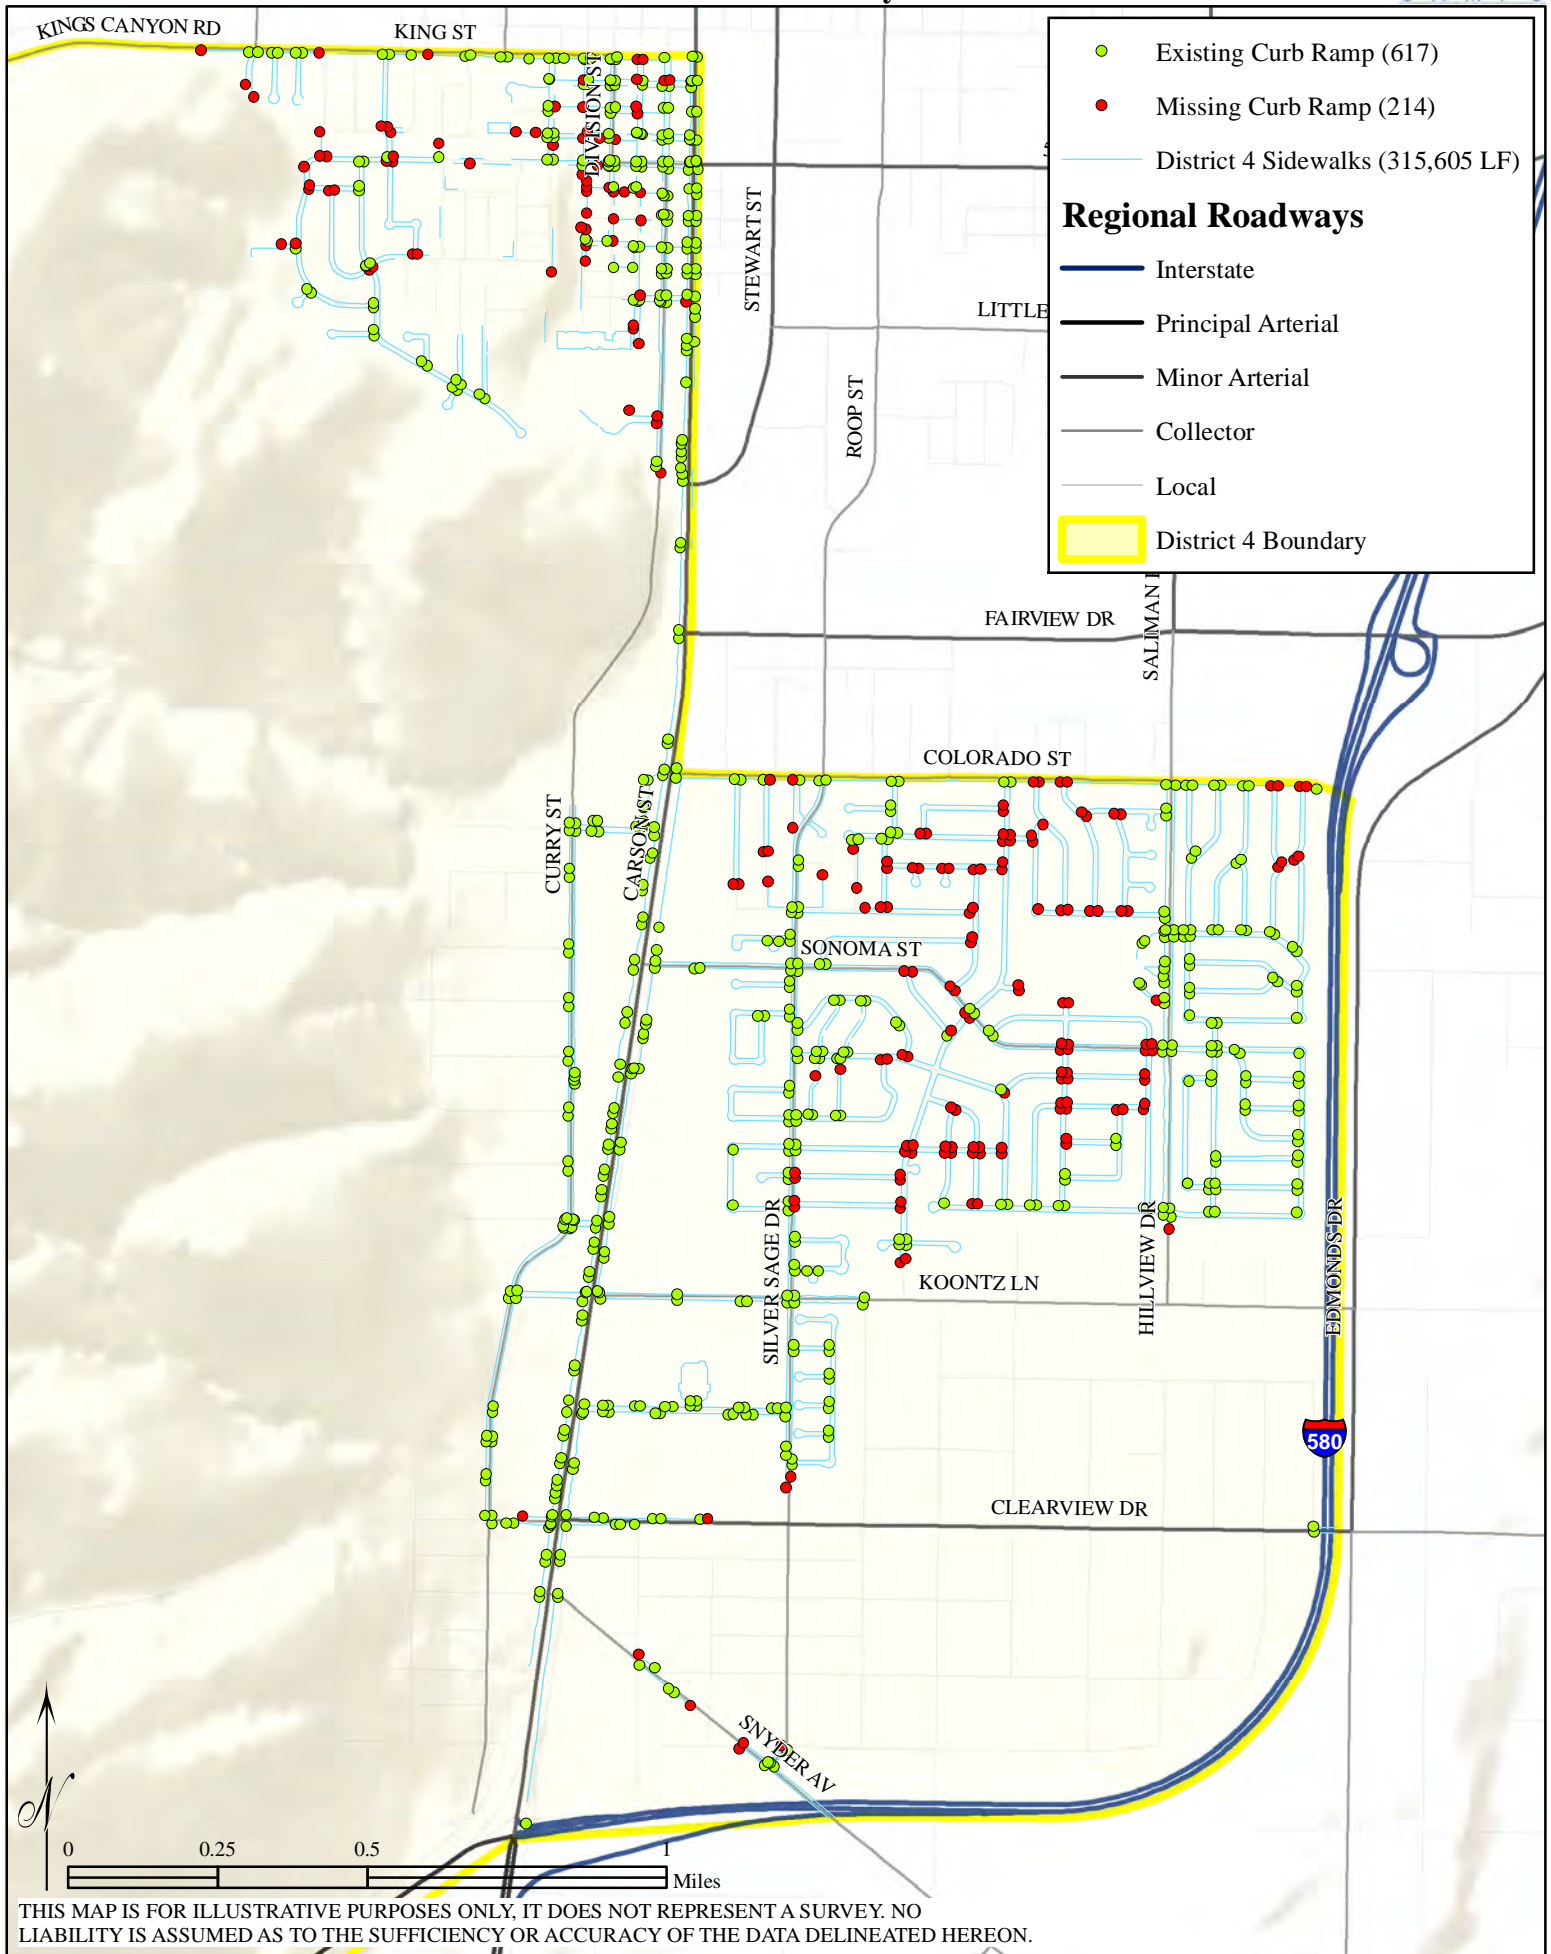 KINGS CANYON RD
KING ST
DIVISION ST
STEWART ST
ROOP ST
LITTLE
Existing Curb Ramp (617)
Missing Curb Ramp (214)
District 4 Sidewalks (315,605 LF)
Regional Roadways
Interstate
Principal Arterial
Minor Arterial
Collector
Local
District 4 Boundary
FAIRVIEW DR
SALIMAN
COLORADO ST
CURRY ST
CARSON ST
SONOMA ST
SILVER SAGE DR
HILLVIEW DR
EDMONDS DR
KOONTZ LN
580
CLEARVIEW DR
SNYDER AV
N
0 0.25 0.5 1
Miles
THIS MAP IS FOR ILLUSTRATIVE PURPOSES ONLY, IT DOES NOT REPRESENT A SURVEY. NO
LIABILITY IS ASSUMED AS TO THE SUFFICIENCY OR ACCURACY OF THE DATA DELINEATED HEREON.